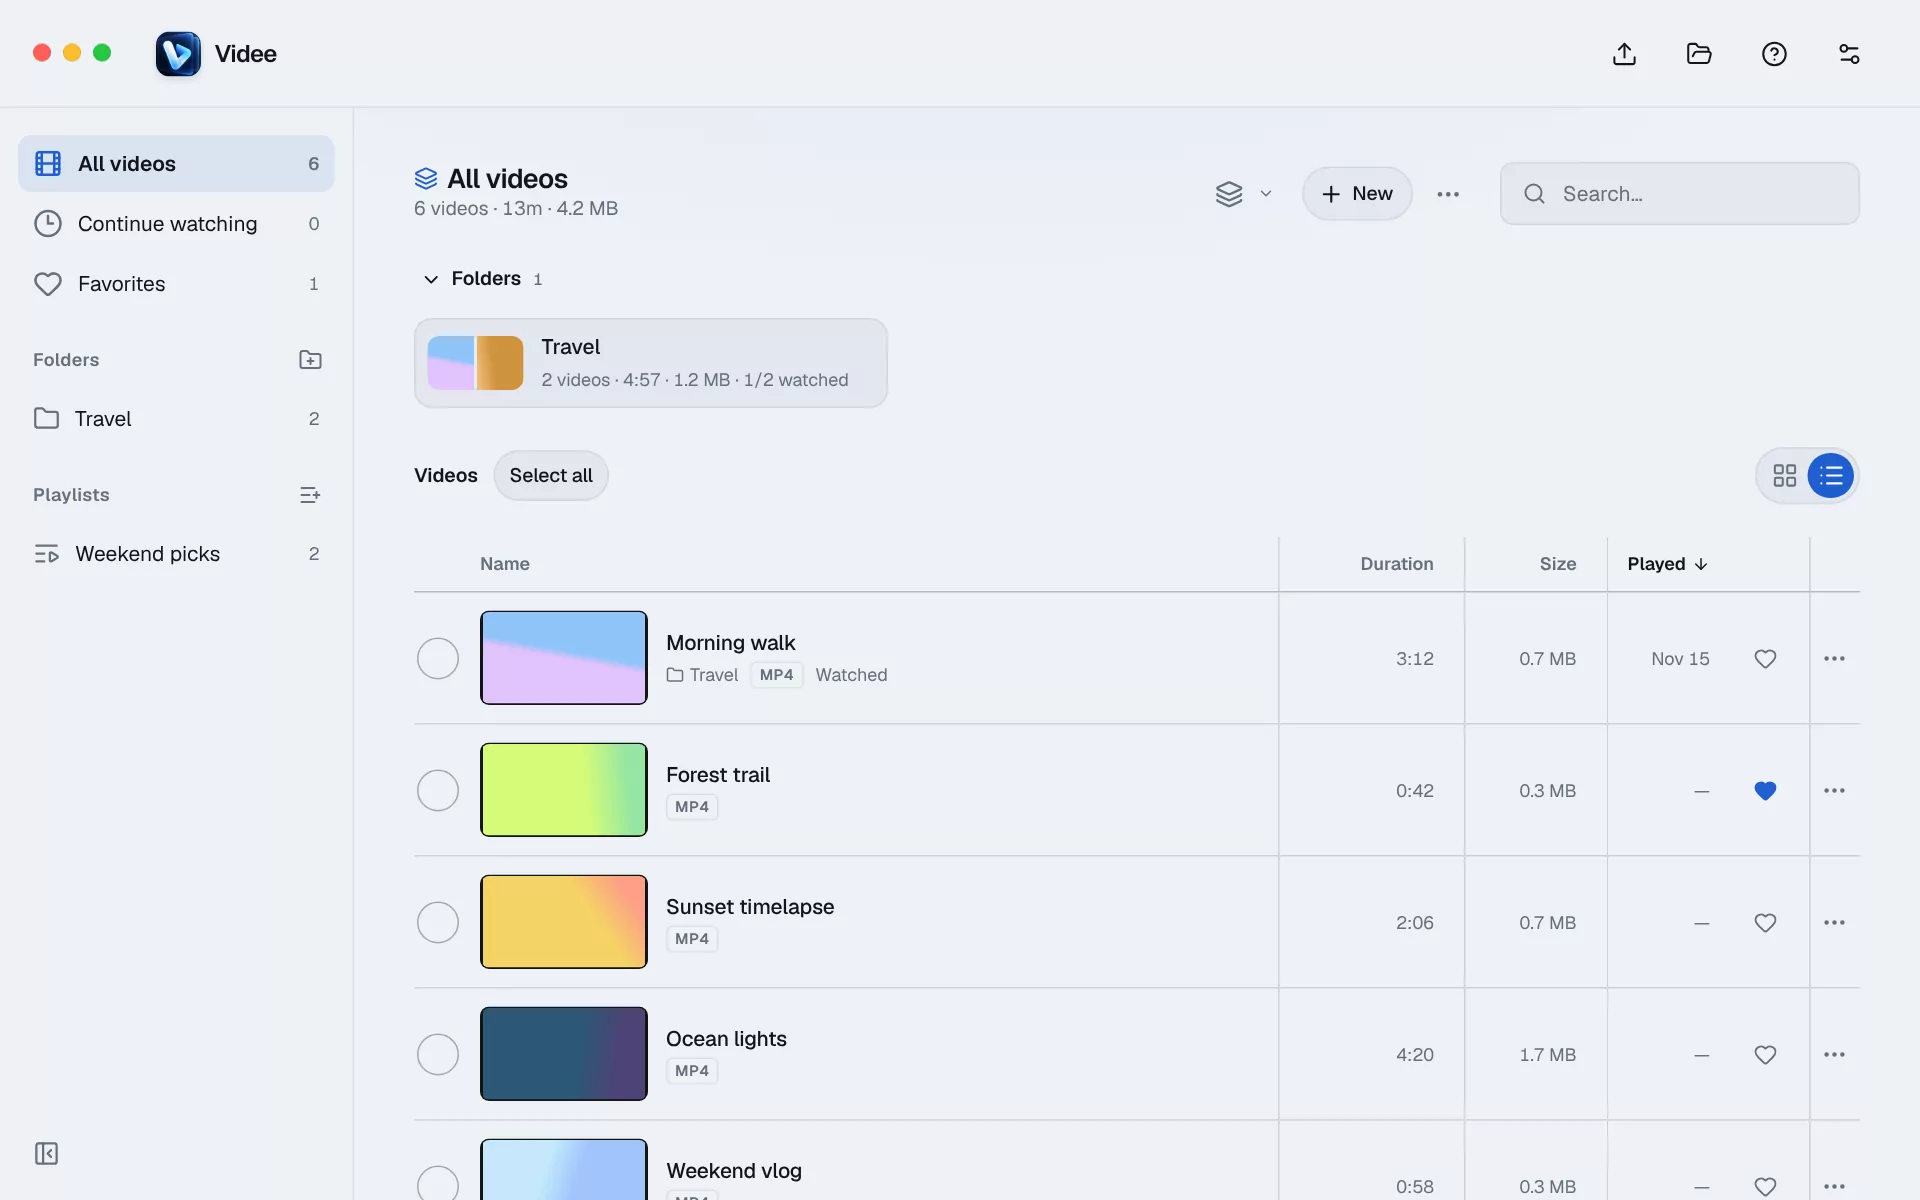 Videe
All videos 6
Continue watching 0
Favorites 1
Folders
Travel 2
Playlists
Weekend picks 2
All videos
6 videos · 13m · 4.2 MB
New
Search...
Folders 1
Travel
2 videos · 4:57 · 1.2 MB · 1/2 watched
Videos Select all
Name Duration Size Played ↓
Morning walk
Travel MP4 Watched
3:12 0.7 MB Nov 15
Forest trail
MP4
0:42 0.3 MB —
Sunset timelapse
MP4
2:06 0.7 MB —
Ocean lights
MP4
4:20 1.7 MB —
Weekend vlog
MP4
0:58 0.3 MB —